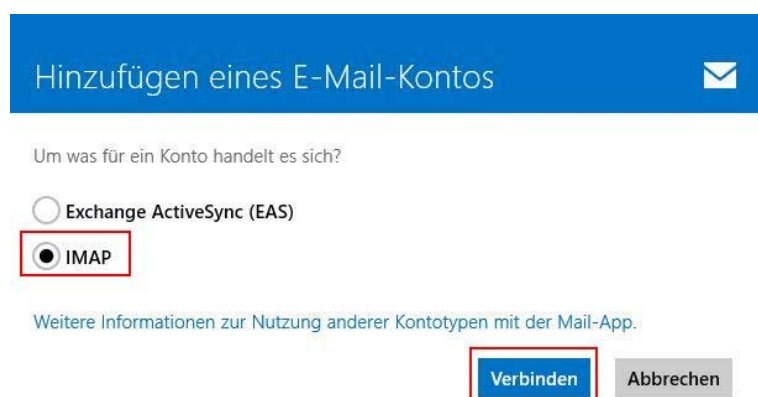 Hinzufügen eines E-Mail-Kontos
Um was für ein Konto handelt es sich?
Exchange ActiveSync (EAS)
IMAP
Weitere Informationen zur Nutzung anderer Kontotypen mit der Mail-App.
Verbinden Abbrechen